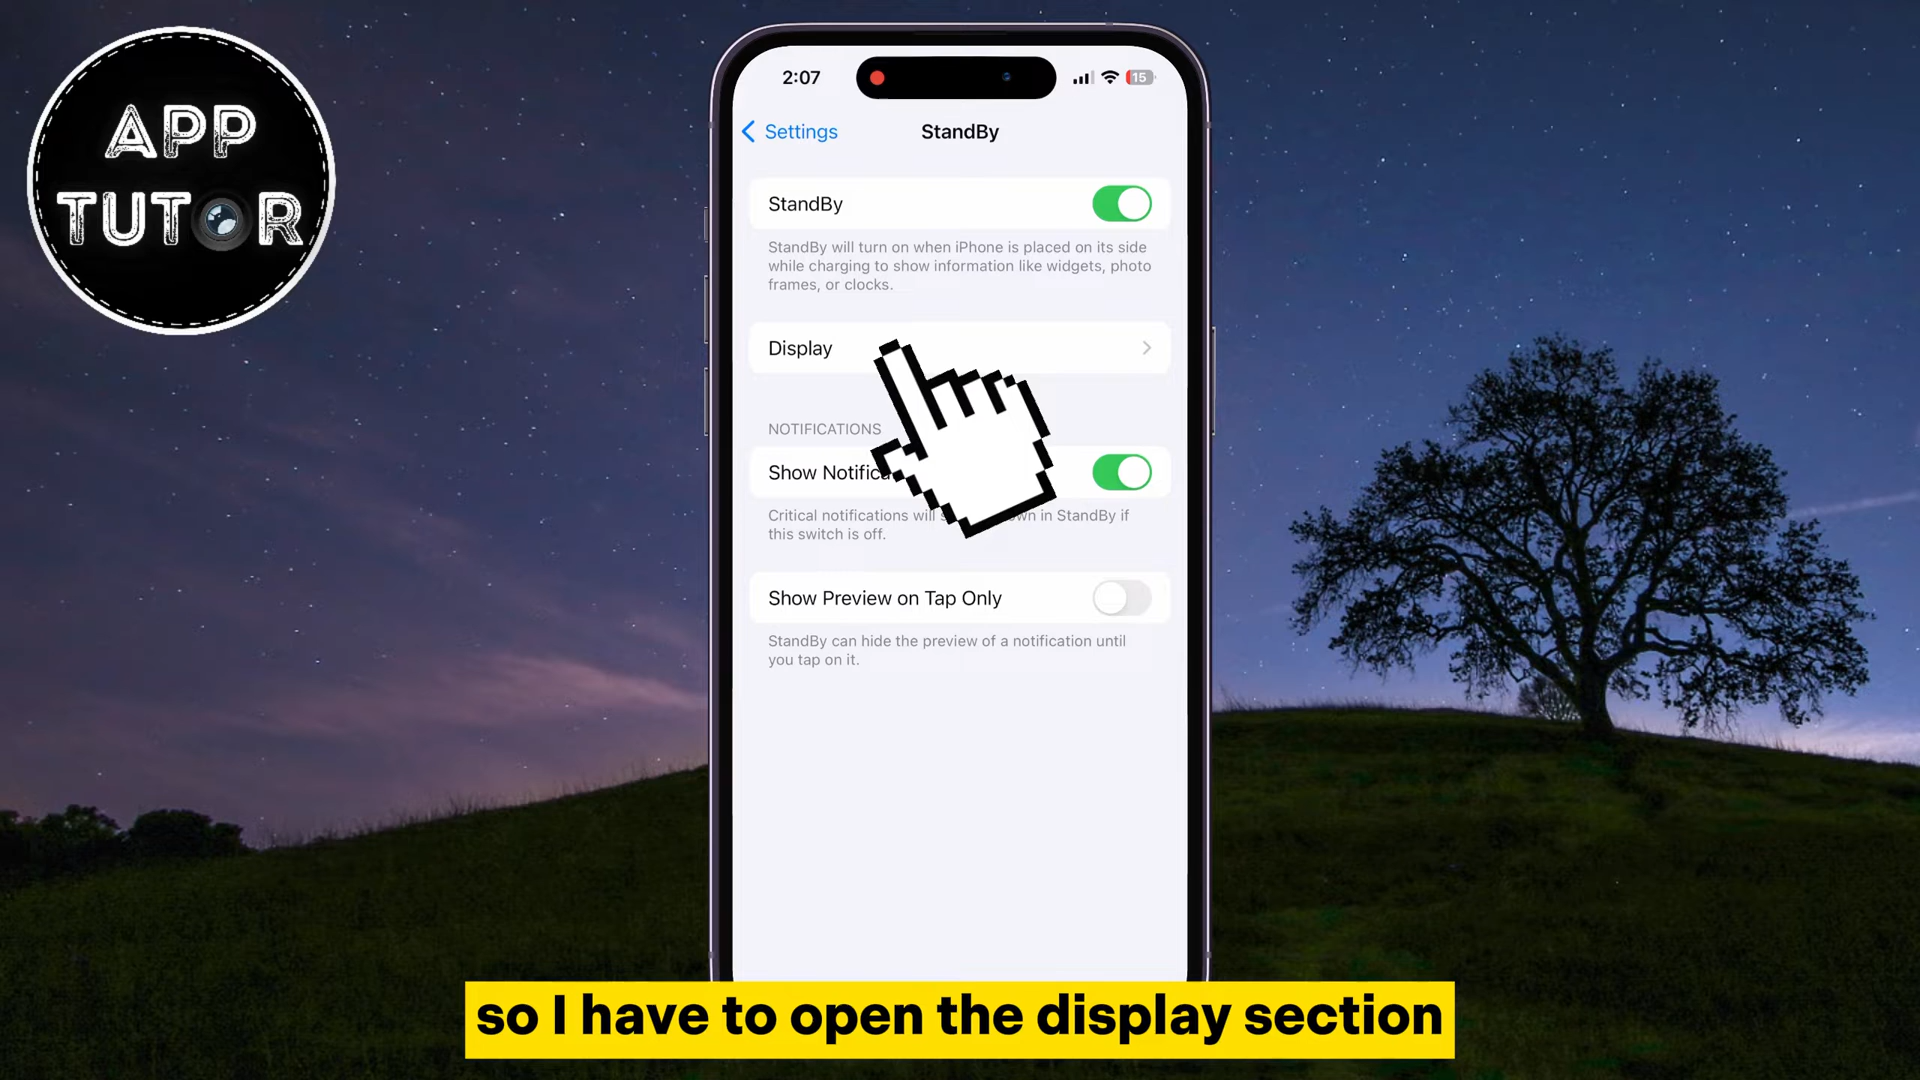 APP
TUTOR
2:07
15
Settings
StandBy
StandBy
StandBy will turn on when iPhone is placed on its side
while charging to show information like widgets, photo
frames, or clocks.
Display
NOTIFICATIONS
Show
Critical notifications will in StandBy if
this switch is off.
Show Preview on Tap Only
StandBy can hide the preview of a notification until
you tap on it.
so I have to open the display section